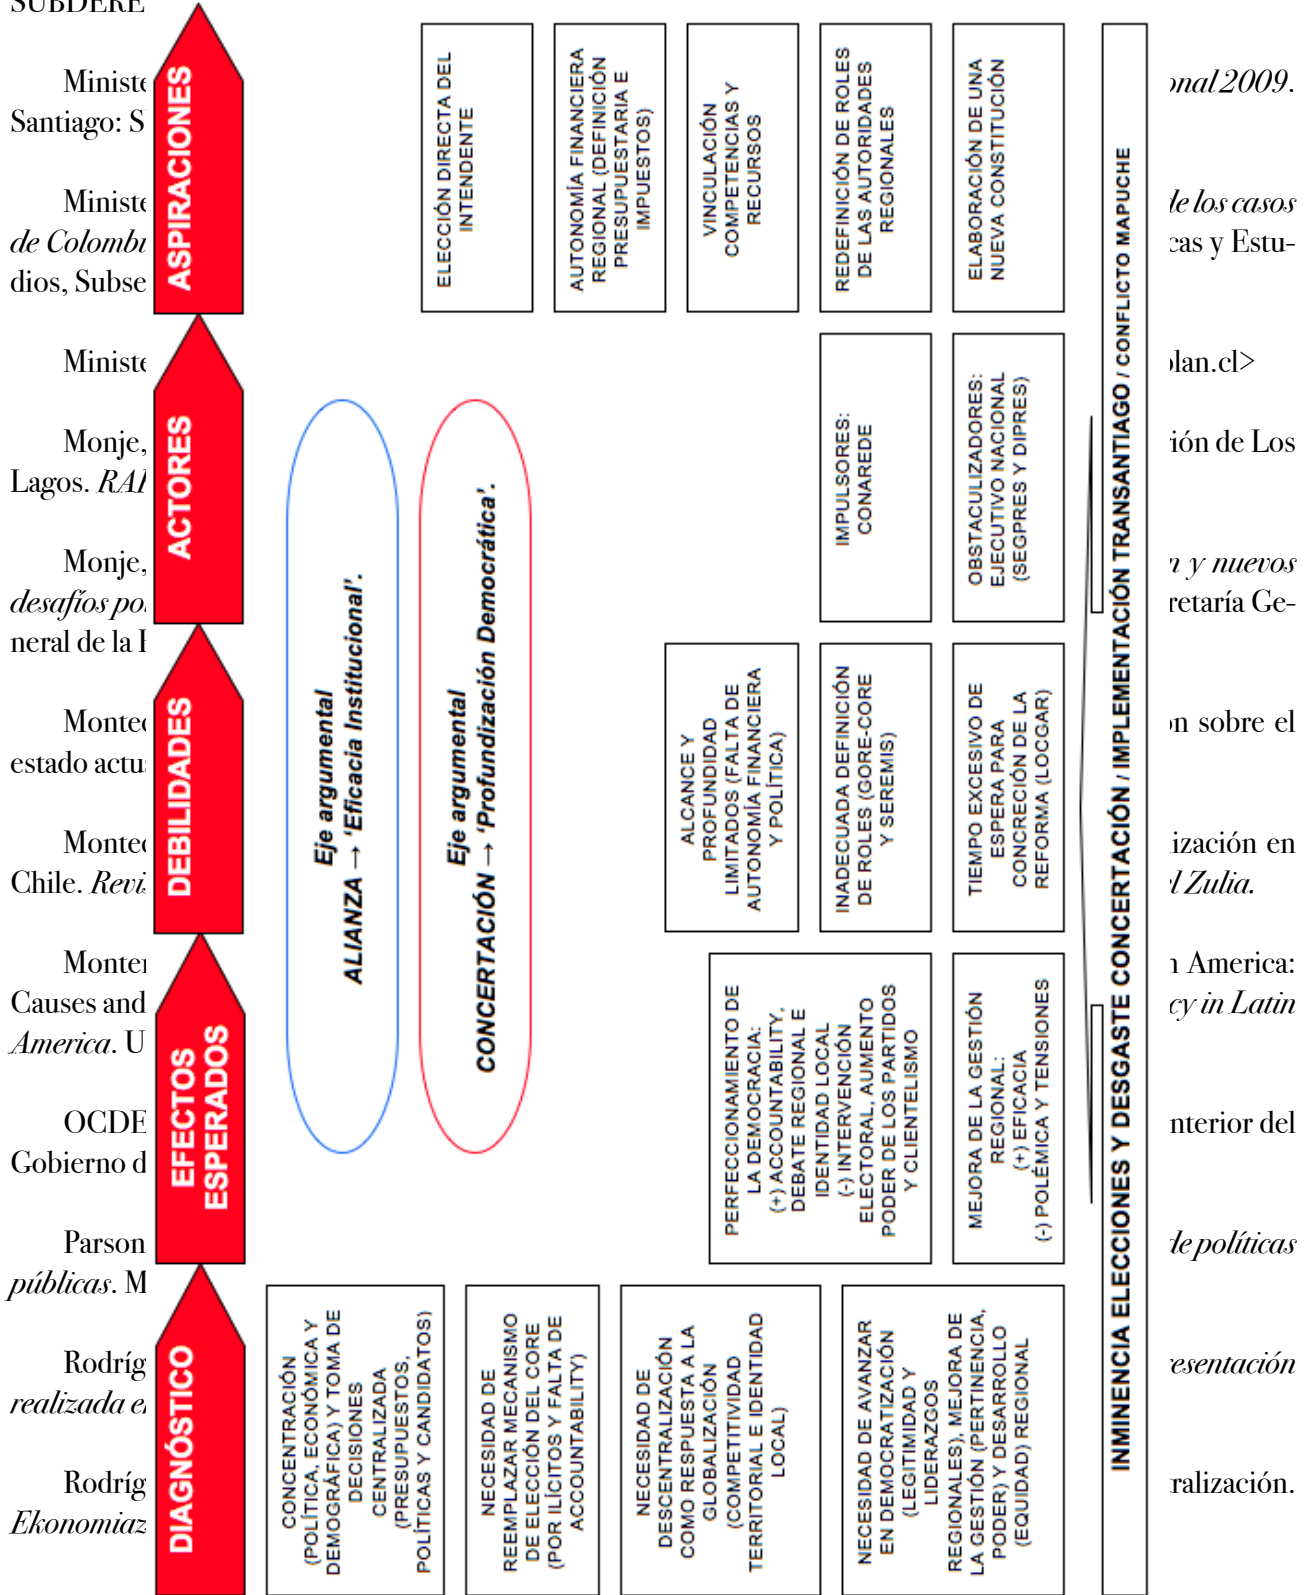 DIAGNÓSTICO
CONCENTRACIÓN
(POLÍTICA, ECONÓMICA Y
DEMOGRÁFICA) Y TOMA DE
DECISIONES
CENTRALIZADA
(PRESUPUESTOS,
POLÍTICAS Y CANDIDATOS)
NECESIDAD DE
REEMPLAZAR MECANISMO
DE ELECCIÓN DEL CORE
(POR ILÍCITOS Y FALTA DE
ACCOUNTABILITY)
NECESIDAD DE
DESCENTRALIZACIÓN
COMO RESPUESTA A LA
GLOBALIZACIÓN
(COMPETITIVIDAD
TERRITORIAL E IDENTIDAD
LOCAL)
NECESIDAD DE AVANZAR
EN DEMOCRATIZACIÓN
(LEGITIMIDAD Y
LIDERAZGOS
REGIONALES), MEJORA DE
LA GESTIÓN (PERTINENCIA,
PODER) Y DESARROLLO
(EQUIDAD) REGIONAL
EFECTOS
ESPERADOS
PERFECCIONAMIENTO DE
LA DEMOCRACIA:
(+) ACCOUNTABILITY,
DEBATE REGIONAL E
IDENTIDAD LOCAL
(-) INTERVENCIÓN
ELECTORAL, AUMENTO
PODER DE LOS PARTIDOS
Y CLIENTELISMO
MEJORA DE LA GESTIÓN
REGIONAL:
(+) EFICACIA
(-) POLÉMICA Y TENSIONES
DEBILIDADES
ALCANCE Y
PROFUNDIDAD
LIMITADOS (FALTA DE
AUTONOMÍA FINANCIERA
Y POLÍTICA)
INADECUADA DEFINICIÓN
DE ROLES (GORE-CORE
Y SEREMIS)
TIEMPO EXCESIVO DE
ESPERA PARA
CONCRECIÓN DE LA
REFORMA (LOCGAR)
ACTORES
IMPULSORES:
CONAREDE
OBSTACULIZADORES:
EJECUTIVO NACIONAL
(SEGPRES Y DIPRES)
ASPIRACIONES
ELECCIÓN DIRECTA DEL
INTENDENTE
AUTONOMÍA FINANCIERA
REGIONAL (DEFINICIÓN
PRESUPUESTARIA E
IMPUESTOS)
VINCULACIÓN
COMPETENCIAS Y
RECURSOS
REDEFINICIÓN DE ROLES
DE LAS AUTORIDADES
REGIONALES
ELABORACIÓN DE UNA
NUEVA CONSTITUCIÓN
Eje argumental
ALIANZA → 'Eficacia Institucional'.
Eje argumental
CONCERTACIÓN → 'Profundización Democrática'.
INMINENCIA ELECCIONES Y DESGASTE CONCERTACIÓN / IMPLEMENTACIÓN TRANSANTIAGO / CONFLICTO MAPUCHE
SUBDERE
Ministe onal 2009.
Santiago: S
Ministe de los casos
de Colombi cas y Estu-
dios, Subse
Ministe plan.cl>
Monje, ión de Los
Lagos. RAI
Monje, n y nuevos
desafíos po retaría Ge-
neral de la
Montec n sobre el
estado actu
Montec ización en
Chile. Revi l Zulia.
Monte n America:
Causes and cy in Latin
America. U
OCDE nterior del
Gobierno d
Parson de políticas
públicas. M
Rodríg esentación
realizada e
Rodríg ralización.
Ekonomiaz